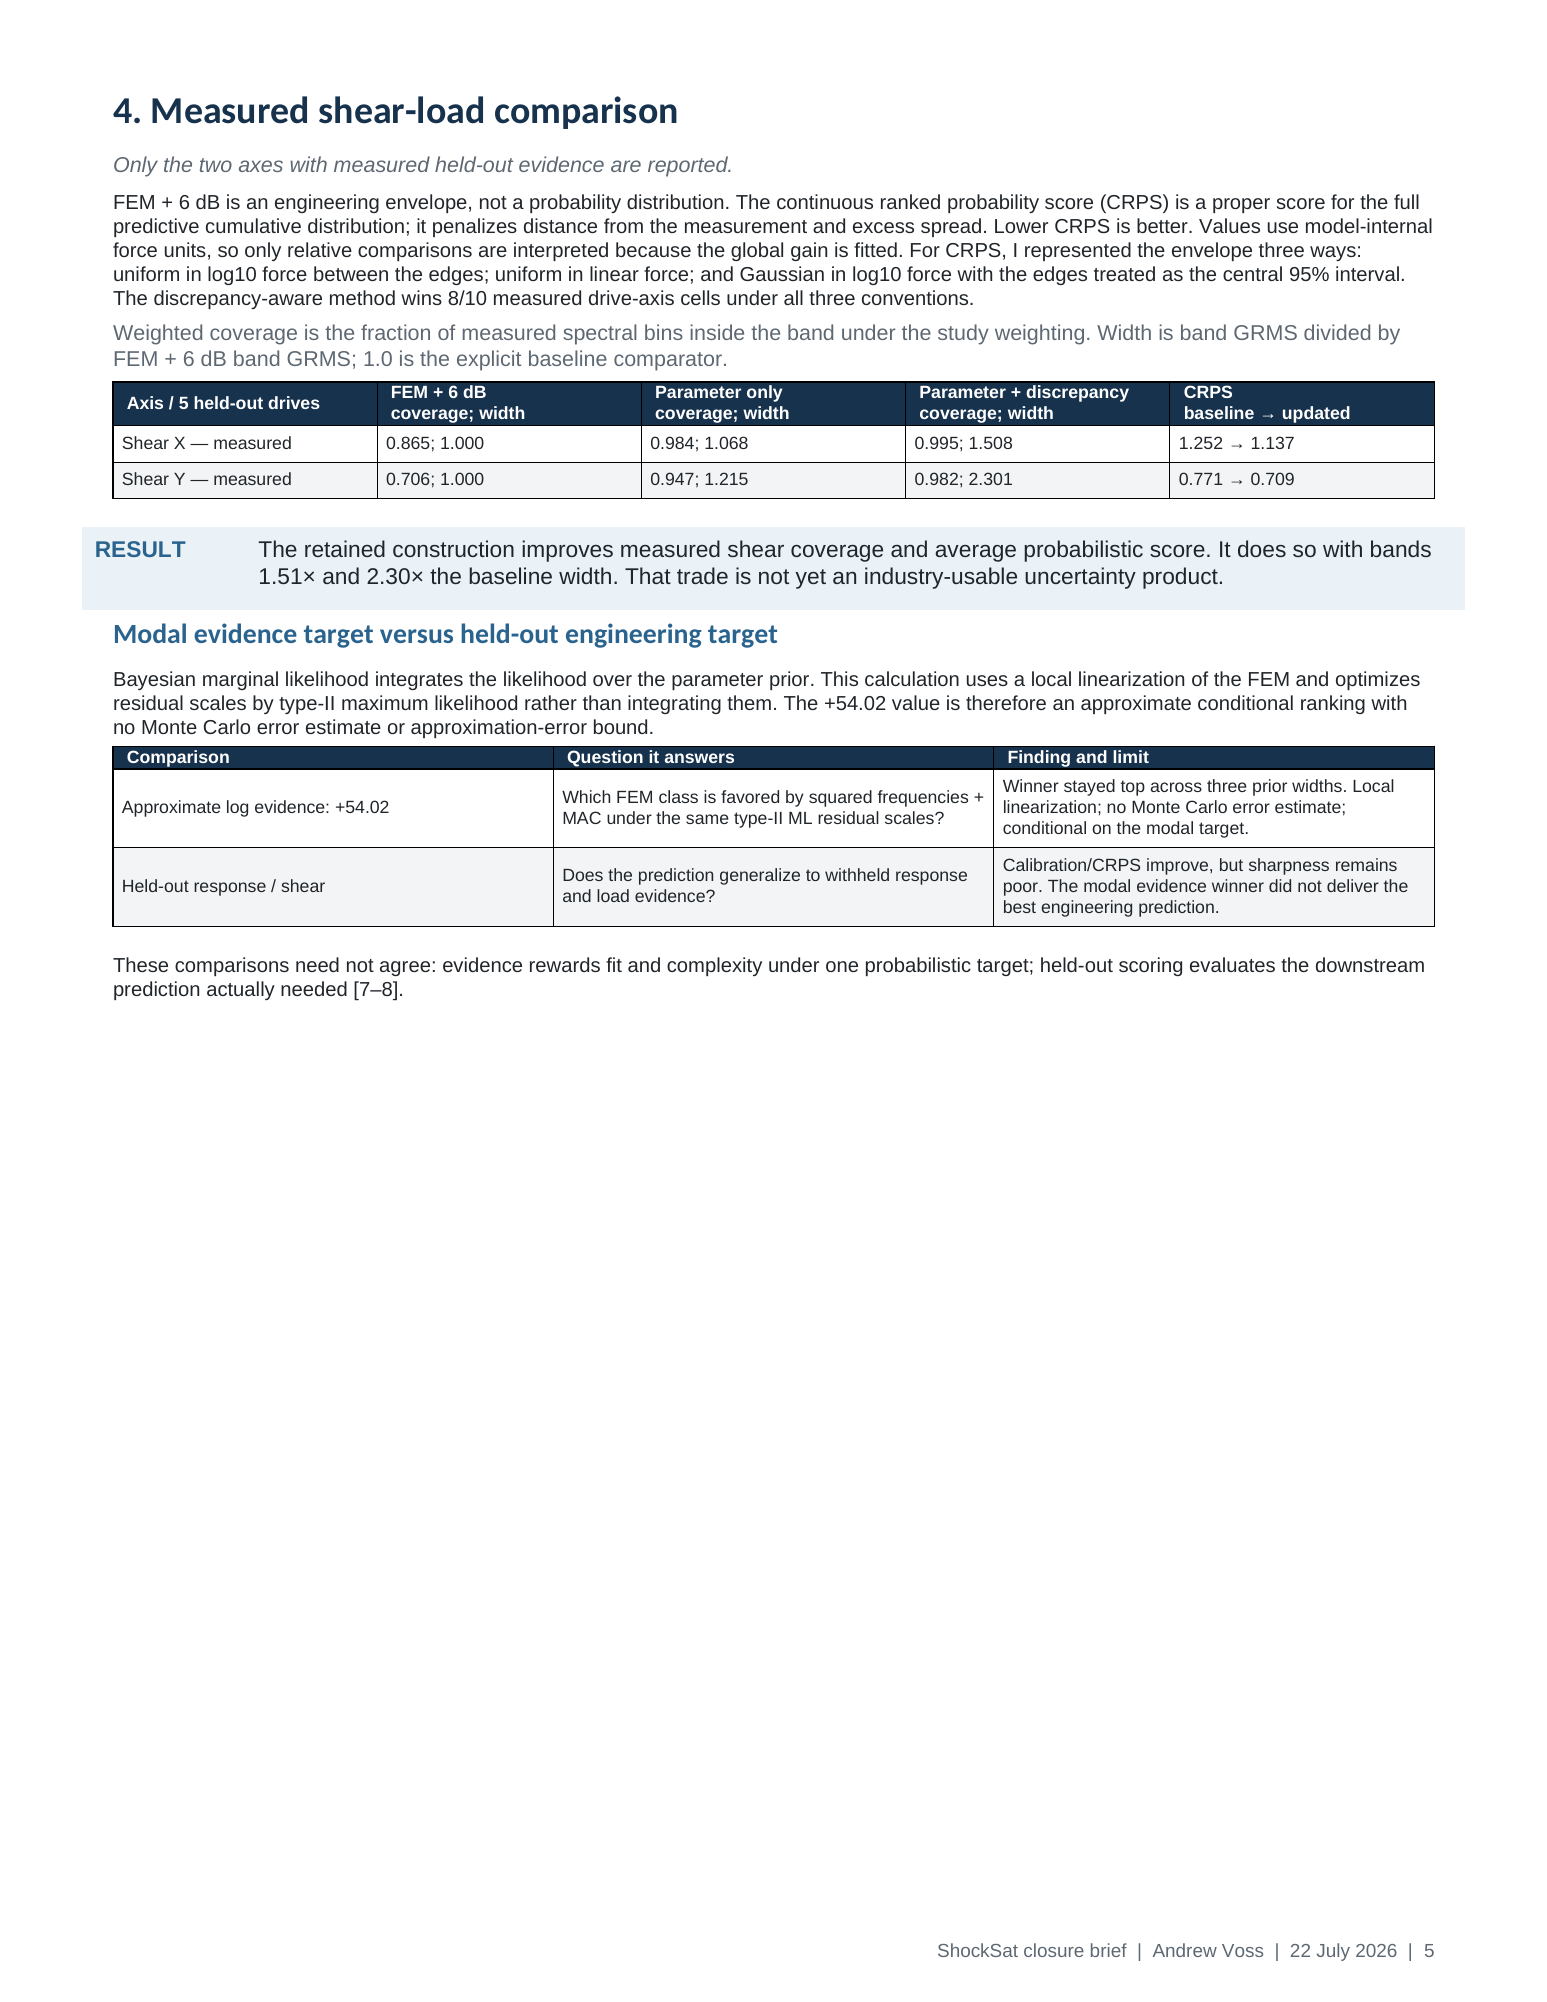 4. Measured shear-load comparison
Only the two axes with measured held-out evidence are reported.
FEM + 6 dB is an engineering envelope, not a probability distribution. The continuous ranked probability score (CRPS) is a proper score for the full
predictive cumulative distribution; it penalizes distance from the measurement and excess spread. Lower CRPS is better. Values use model-internal
force units, so only relative comparisons are interpreted because the global gain is fitted. For CRPS, I represented the envelope three ways:
uniform in log10 force between the edges; uniform in linear force; and Gaussian in log10 force with the edges treated as the central 95% interval.
The discrepancy-aware method wins 8/10 measured drive-axis cells under all three conventions.
Weighted coverage is the fraction of measured spectral bins inside the band under the study weighting. Width is band GRMS divided by
FEM + 6 dB band GRMS; 1.0 is the explicit baseline comparator.
Axis / 5 held-out drives
FEM + 6 dB
coverage; width
Parameter only
coverage; width
Parameter + discrepancy
coverage; width
CRPS
baseline → updated
Shear X — measured
0.865; 1.000
0.984; 1.068
0.995; 1.508
1.252 → 1.137
Shear Y — measured
0.706; 1.000
0.947; 1.215
0.982; 2.301
0.771 → 0.709
RESULT
The retained construction improves measured shear coverage and average probabilistic score. It does so with bands
1.51× and 2.30× the baseline width. That trade is not yet an industry-usable uncertainty product.
Modal evidence target versus held-out engineering target
Bayesian marginal likelihood integrates the likelihood over the parameter prior. This calculation uses a local linearization of the FEM and optimizes
residual scales by type-II maximum likelihood rather than integrating them. The +54.02 value is therefore an approximate conditional ranking with
no Monte Carlo error estimate or approximation-error bound.
Comparison
Question it answers
Finding and limit
Approximate log evidence: +54.02
Which FEM class is favored by squared frequencies +
MAC under the same type-II ML residual scales?
Winner stayed top across three prior widths. Local
linearization; no Monte Carlo error estimate;
conditional on the modal target.
Held-out response / shear
Does the prediction generalize to withheld response
and load evidence?
Calibration/CRPS improve, but sharpness remains
poor. The modal evidence winner did not deliver the
best engineering prediction.
These comparisons need not agree: evidence rewards fit and complexity under one probabilistic target; held-out scoring evaluates the downstream
prediction actually needed [7–8].
ShockSat closure brief | Andrew Voss | 22 July 2026 | 5